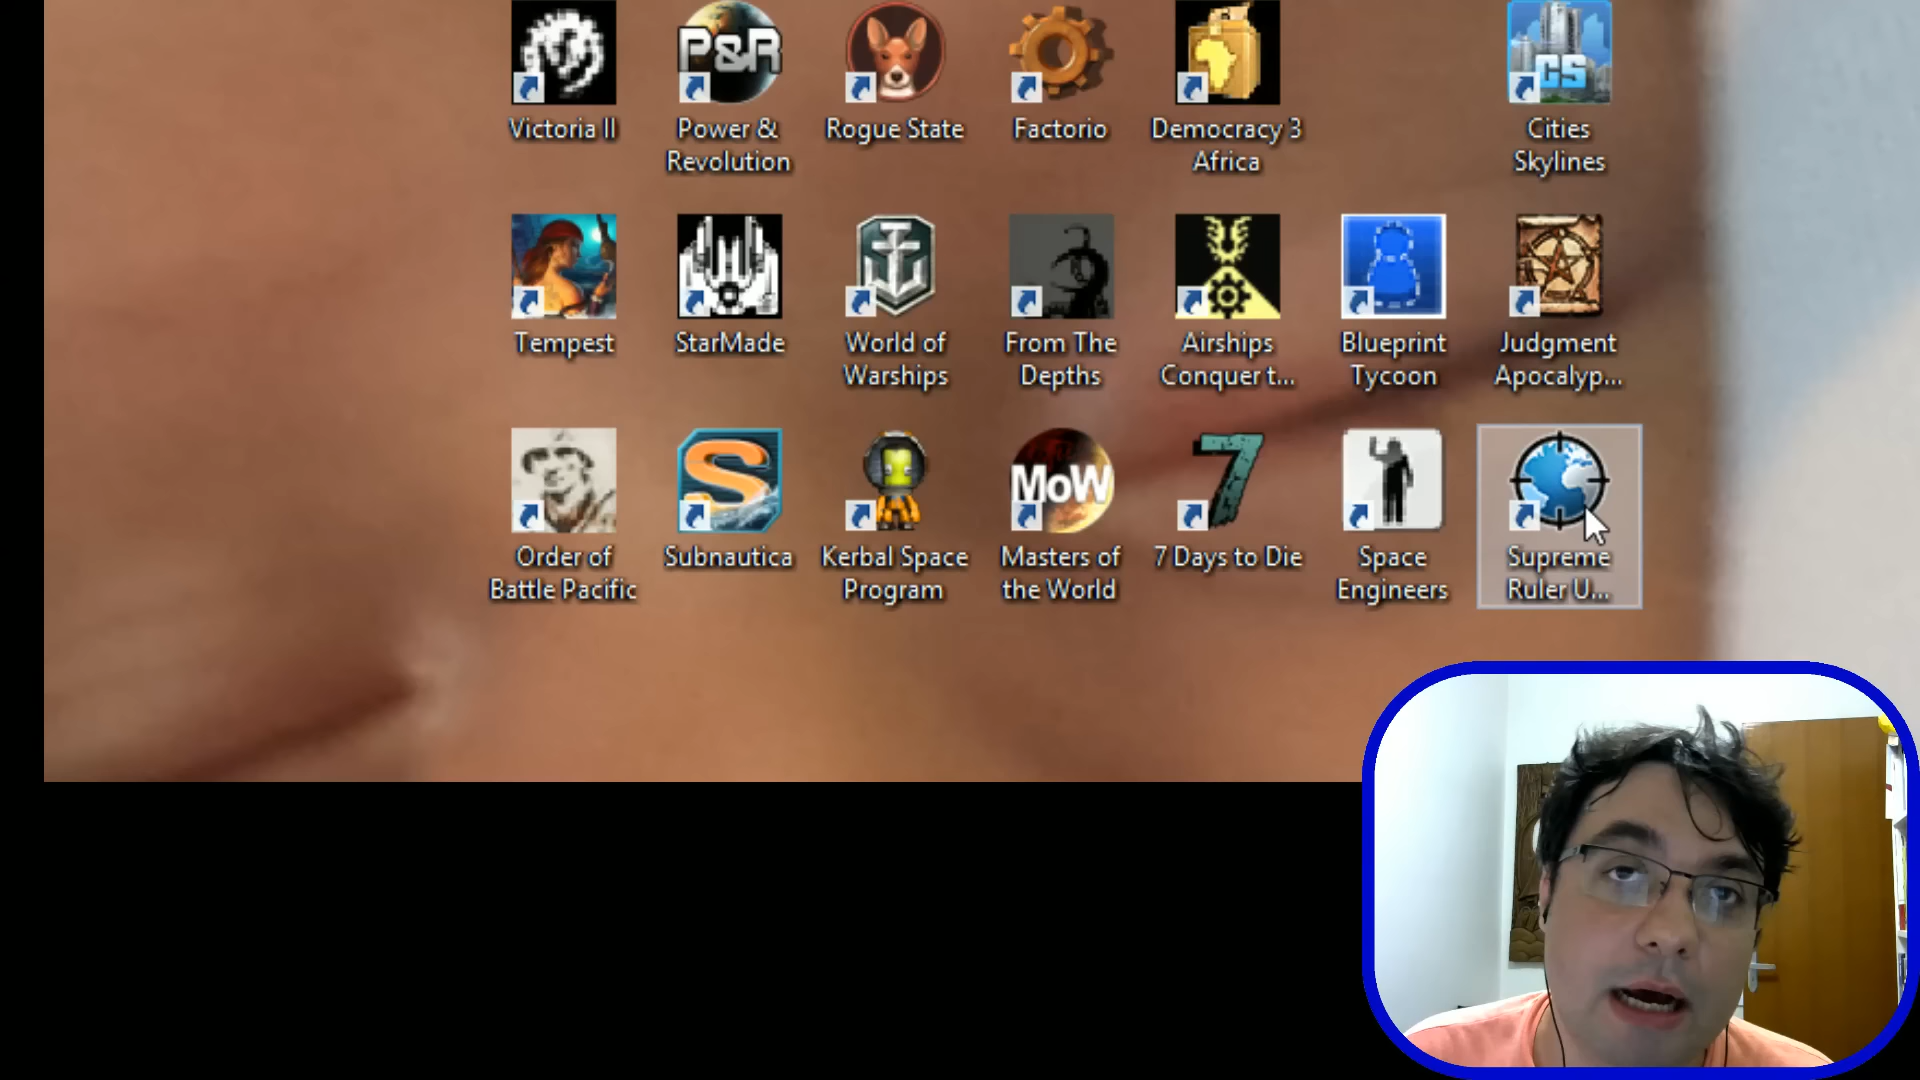 Victoria II
P&R
Power &
Revolution
Rogue State
Factorio
Democracy 3
Africa
CS
Cities
Skylines
Tempest
StarMade
World of
Warships
From The
Depths
Airships
Conquer t...
Blueprint
Tycoon
Judgment
Apocalyp...
Order of
Battle Pacific
S
Subnautica
Kerbal Space
Program
MoW
Masters of
the World
7
7 Days to Die
Space
Engineers
Supreme
Ruler U...